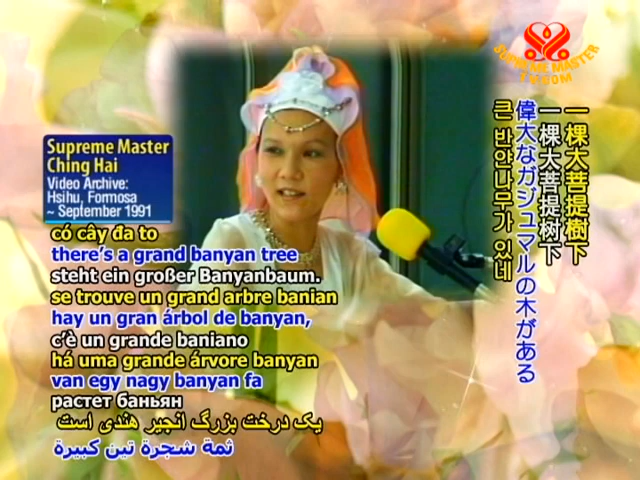 SUPREME MASTER
TV.COM
Supreme Master
Ching Hai
Video Archive:
Hsihu, Formosa
~ September 1991
có cây đa to
there's a grand banyan tree
steht ein großer Banyanbaum.
se trouve un grand arbre banian
hay un gran árbol de banyan,
c'è un grande baniano
há uma grande árvore banyan
van egy nagy banyan fa
растет баньян
یک درخت بزرگ انجیر هندی است
ثمة شجرة تين كبيرة
一棵大菩提樹下
一棵大菩提树下
偉大なガジュマルの木がある
큰 반얀나무가 있네